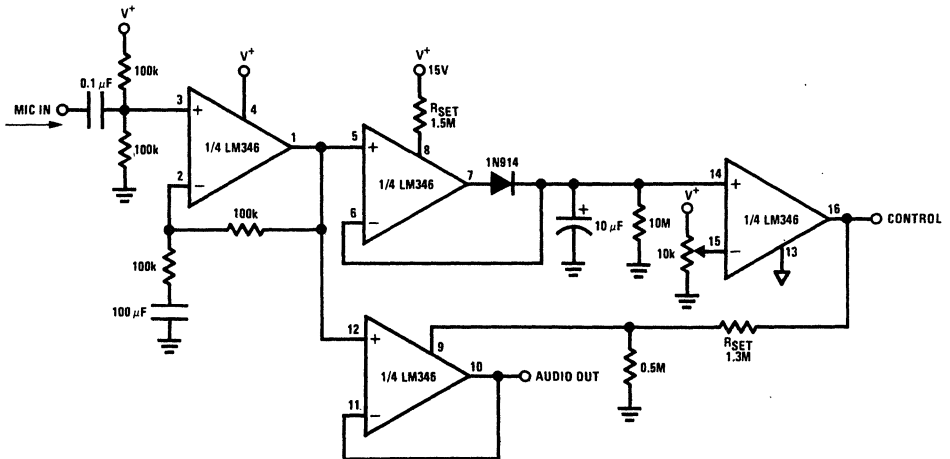 V+
100k
0.1 μF
MIC IN
3
+
100k
2
−
1/4 LM346
V+
4
1
100k
100k
100 μF
V+
15V
RSET
1.5M
8
5
+
1/4 LM346
6
−
7
1N914
+
10 μF
10M
V+
10k
14
+
1/4 LM346
15
−
13
16
CONTROL
12
+
9
1/4 LM346
11
−
10
AUDIO OUT
0.5M
RSET
1.3M